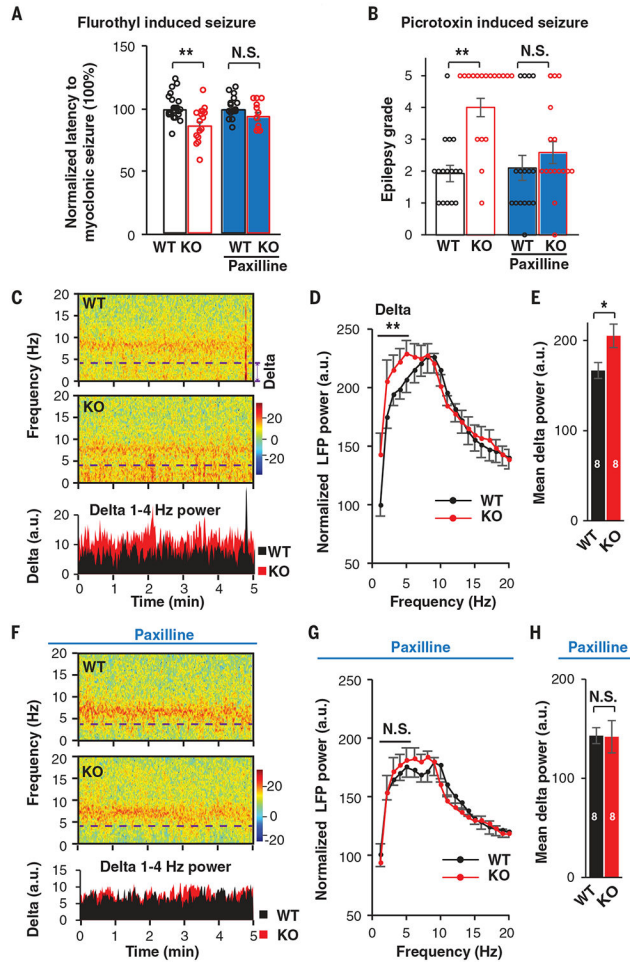 A
Flurothyl induced seizure
Normalized latency to
myoclonic seizure (100%)
150
100
50
0
**
N.S.
WT KO
WT KO
Paxilline
B
Picrotoxin induced seizure
Epilepsy grade
5
4
3
2
1
0
**
N.S.
WT
KO
WT
KO
Paxilline
C
Frequency (Hz)
20
15
10
5
0
WT
Delta
20
15
10
5
0
KO
20
0
-20
Delta 1-4 Hz power
Delta (a.u.)
20
10
0
WT
KO
0 1 2 3 4 5
Time (min)
D
Delta
**
Normalized LFP power (a.u.)
250
200
150
100
50
WT
KO
0 5 10 15 20
Frequency (Hz)
E
*
Mean delta power (a.u.)
200
100
0
8
8
WT
KO
F
Paxilline
Frequency (Hz)
20
15
10
5
0
WT
20
15
10
5
0
KO
20
0
-20
Delta 1-4 Hz power
Delta (a.u.)
15
10
5
0
WT
KO
0 1 2 3 4 5
Time (min)
G
Paxilline
N.S.
Normalized LFP power (a.u.)
250
200
150
100
50
WT
KO
0 5 10 15 20
Frequency (Hz)
H
Paxilline
N.S.
Mean delta power (a.u.)
200
100
0
8
8
WT
KO